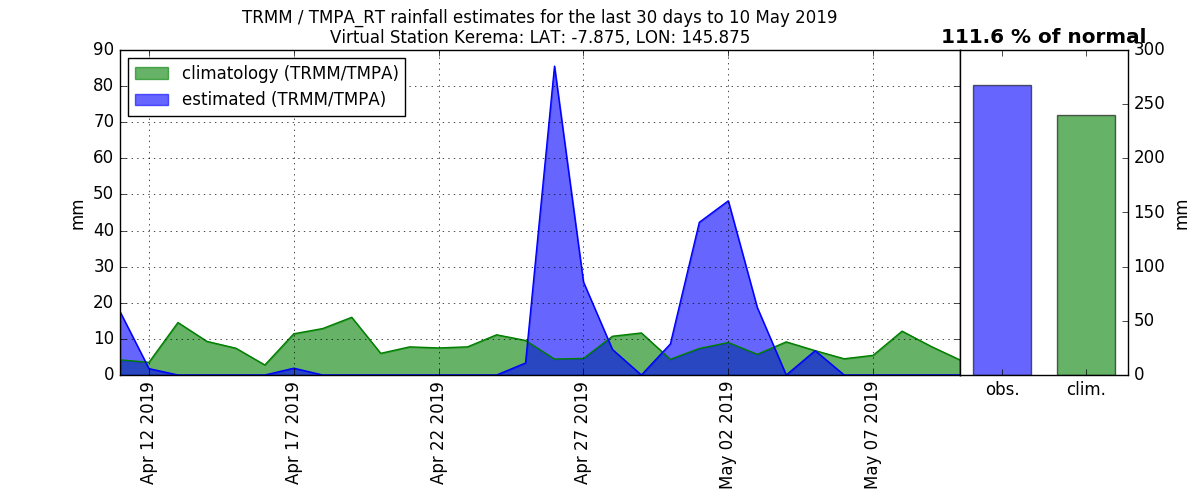 TRMM / TMPA_RT rainfall estimates for the last 30 days to 10 May 2019
Virtual Station Kerema: LAT: -7.875, LON: 145.875
111.6 % of normal
climatology (TRMM/TMPA)
estimated (TRMM/TMPA)
mm
90
80
70
60
50
40
30
20
10
0
Apr 12 2019
Apr 17 2019
Apr 22 2019
Apr 27 2019
May 02 2019
May 07 2019
obs.
clim.
300
250
200
150
100
50
0
mm